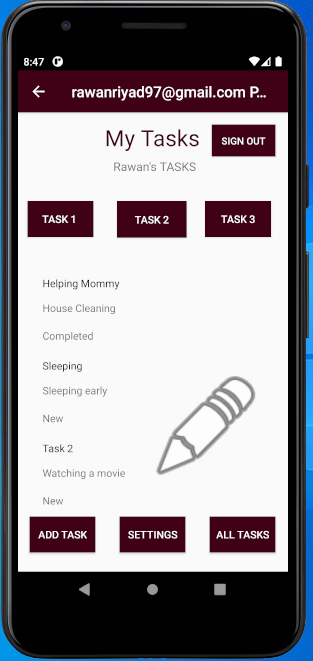 8:47
rawanriyad97@gmail.com P...
My Tasks
SIGN OUT
Rawan's TASKS
TASK 1
TASK 2
TASK 3
Helping Mommy
House Cleaning
Completed
Sleeping
Sleeping early
New
Task 2
Watching a movie
New
ADD TASK
SETTINGS
ALL TASKS